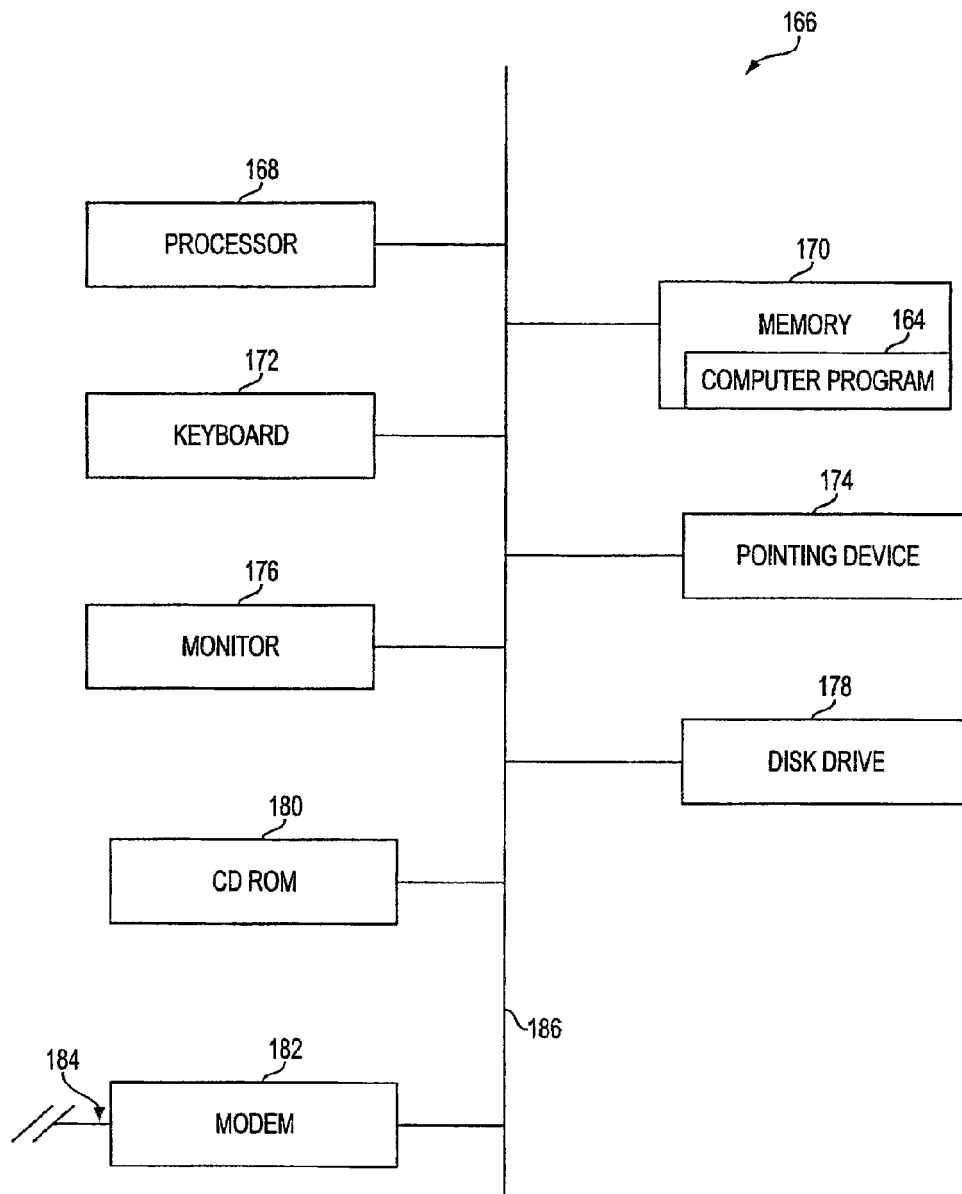 166
168
PROCESSOR
170
MEMORY
164
COMPUTER PROGRAM
172
KEYBOARD
174
POINTING DEVICE
176
MONITOR
178
DISK DRIVE
180
CD ROM
186
184
182
MODEM